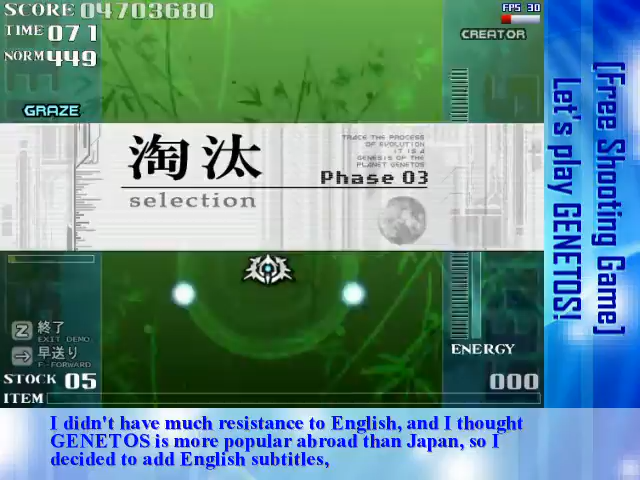 SCORE 04703680
FPS 30
TIME 071
CREATOR
NORM 449
GRAZE
淘汰
selection
TRACE THE PROCESS
OF EVOLUTION
IT IS A
GENESIS OF THE
PLANET GENETOS
Phase 03
Z 終了
EXIT DEMO
→ 早送り
F-FORWARD
ENERGY
STOCK 05
000
ITEM
[Free Shooting Game]
Let's play GENETOS!
I didn't have much resistance to English, and I thought
GENETOS is more popular abroad than Japan, so I
decided to add English subtitles,